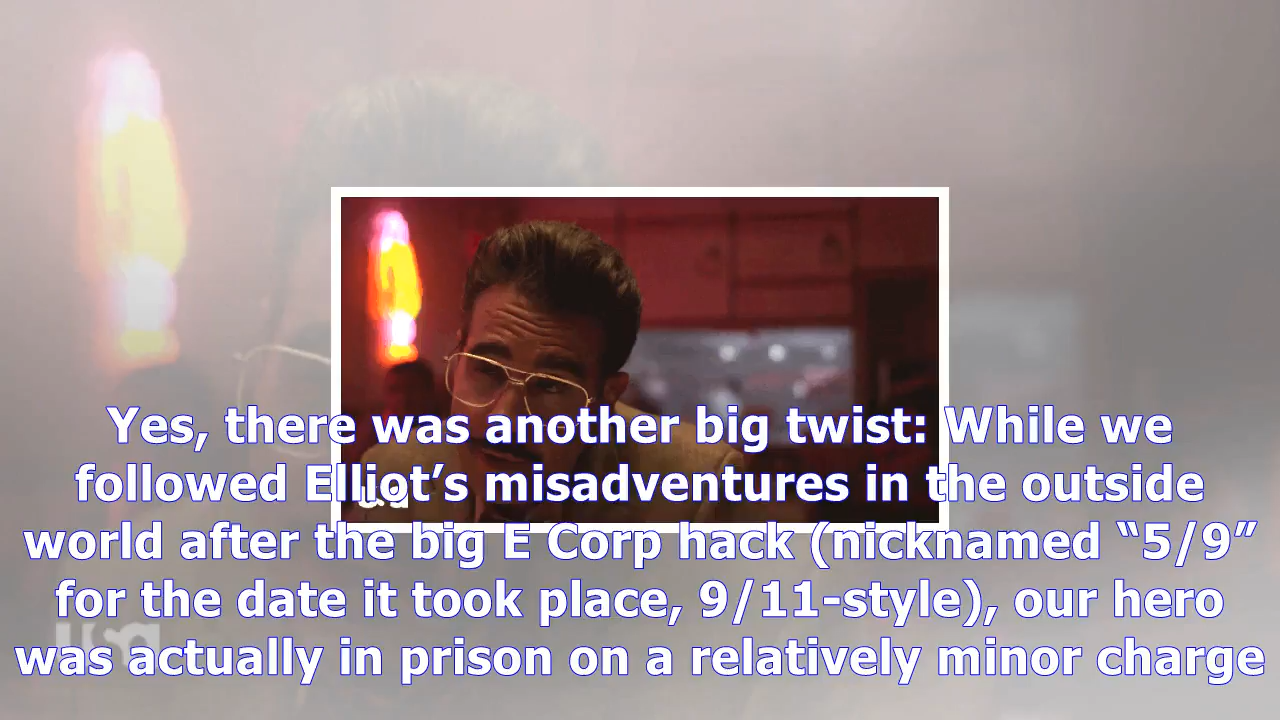 Yes, there was another big twist: While we
followed Elliot’s misadventures in the outside
world after the big E Corp hack (nicknamed “5/9”
for the date it took place, 9/11-style), our hero
was actually in prison on a relatively minor charge
usa
usa